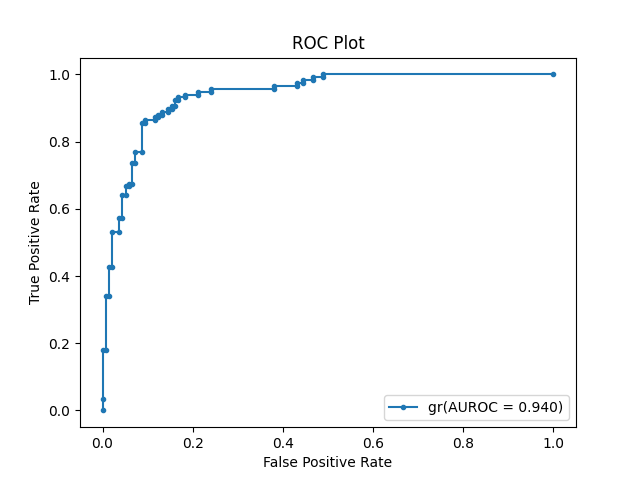 ROC Plot
True Positive Rate
1.0
0.8
0.6
0.4
0.2
0.0
gr(AUROC = 0.940)
0.0 0.2 0.4 0.6 0.8 1.0
False Positive Rate